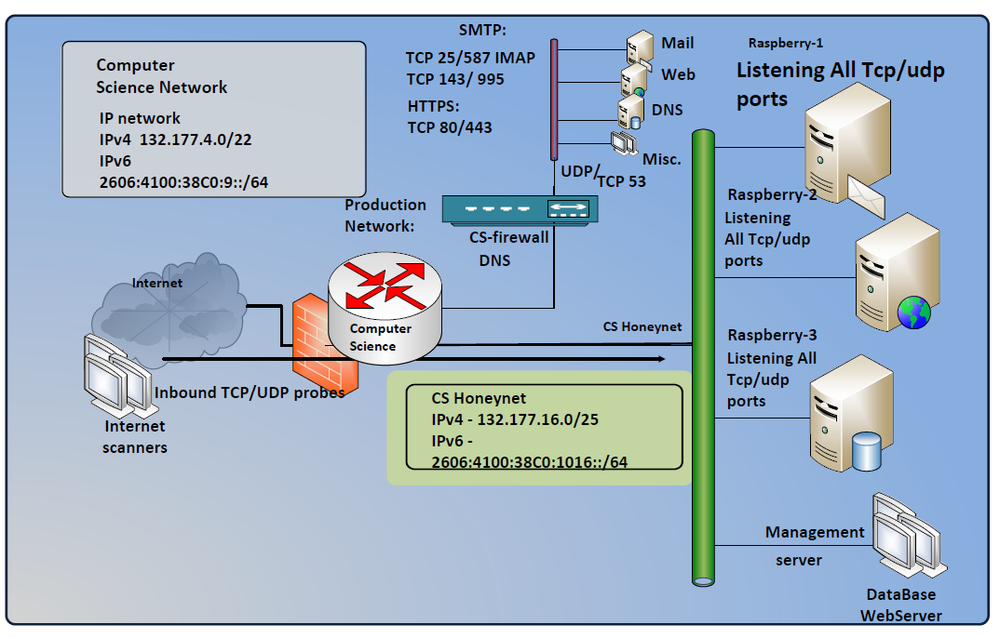 SMTP:
TCP 25/587 IMAP
TCP 143/ 995
HTTPS:
TCP 80/443
Mail
Web
DNS
Misc.
UDP/
TCP 53
Computer
Science Network
IP network
IPv4  132.177.4.0/22
IPv6
2606:4100:38C0:9::/64
Production
Network:
CS-firewall
DNS
Raspberry-1
Listening All Tcp/udp
ports
Raspberry-2
Listening
All Tcp/udp
ports
Internet
Computer
Science
CS Honeynet
Raspberry-3
Listening All
Tcp/udp
ports
Inbound TCP/UDP probes
Internet
scanners
CS Honeynet
IPv4 - 132.177.16.0/25
IPv6 -
2606:4100:38C0:1016::/64
Management
server
DataBase
WebServer